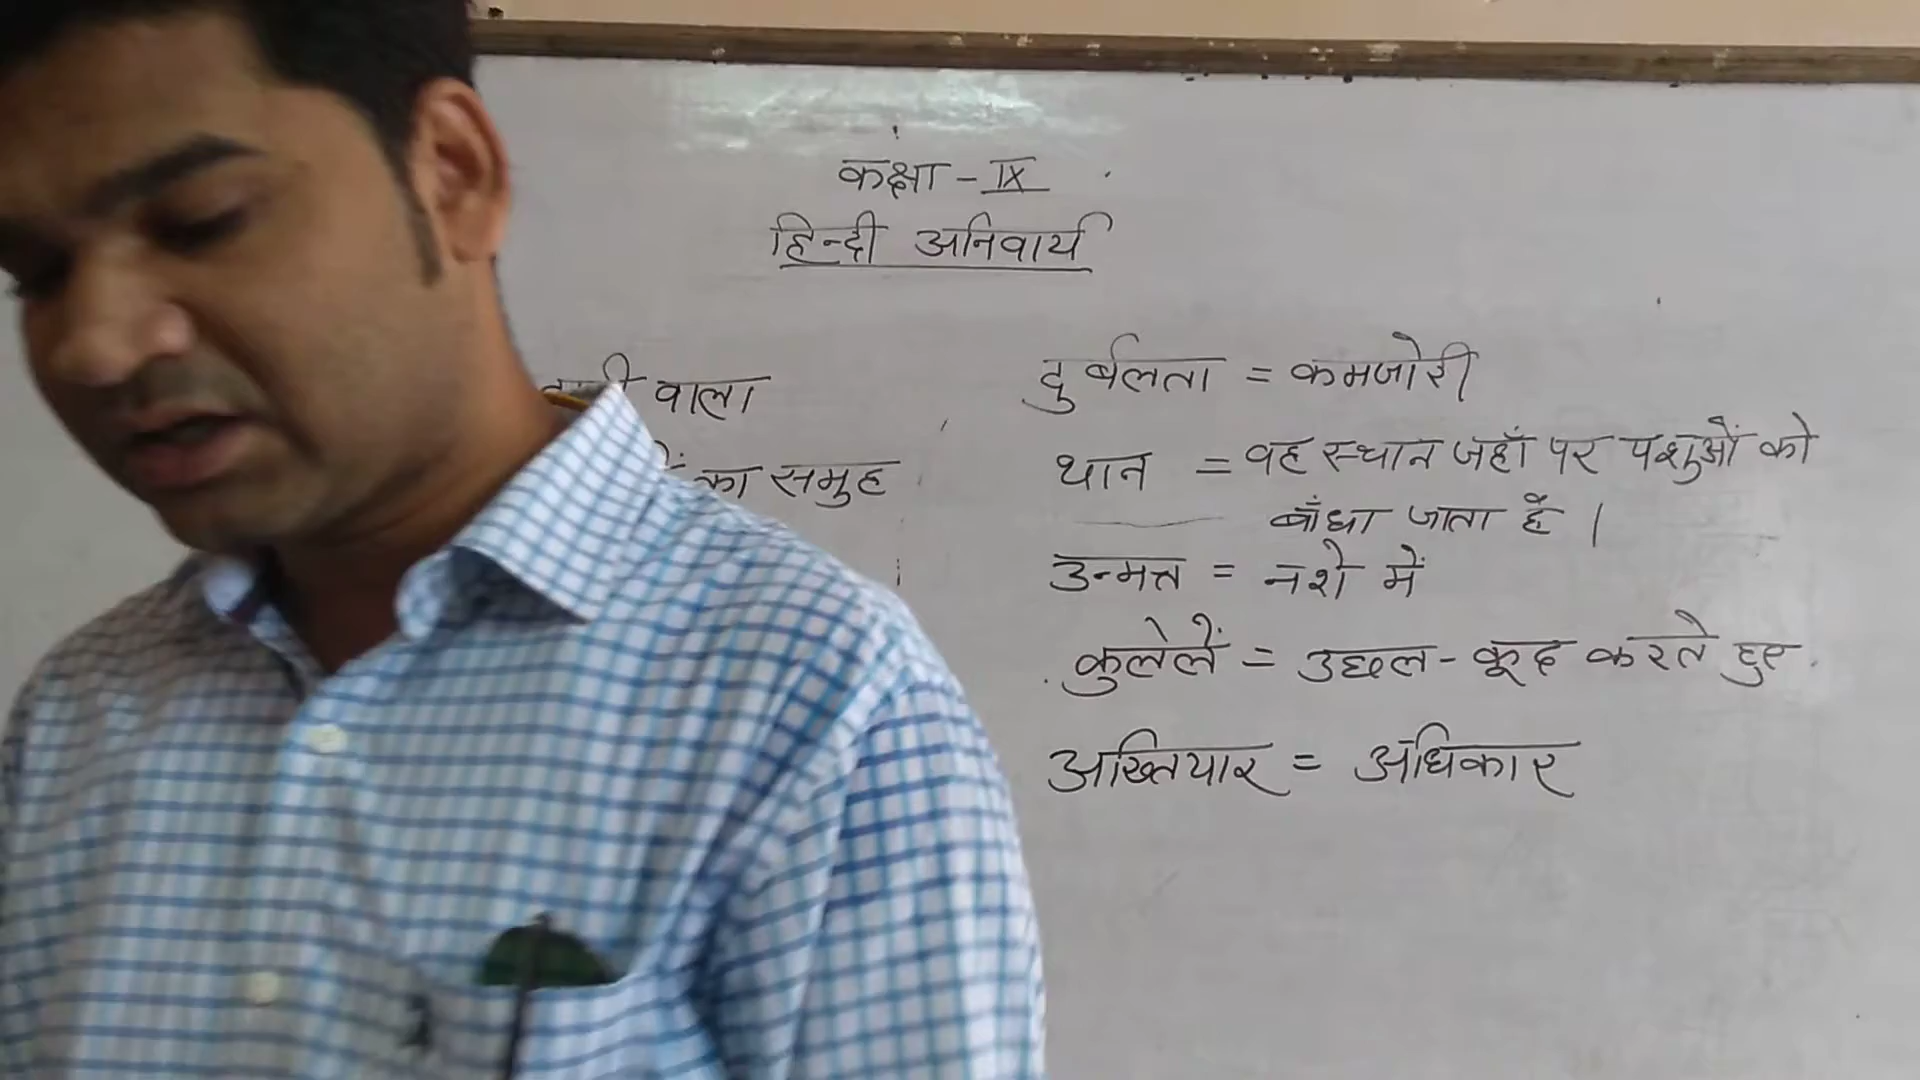 कक्षा - IX
हिन्दी अनिवार्य
वाला
का समुह
दुर्बलता = कमजोरी
थान = वह स्थान जहाँ पर पशुओं को
बाँधा जाता है ।
उन्मत्त = नशे में
कुलेलें = उछल - कूद करते हुए
अख्तियार = अधिकार